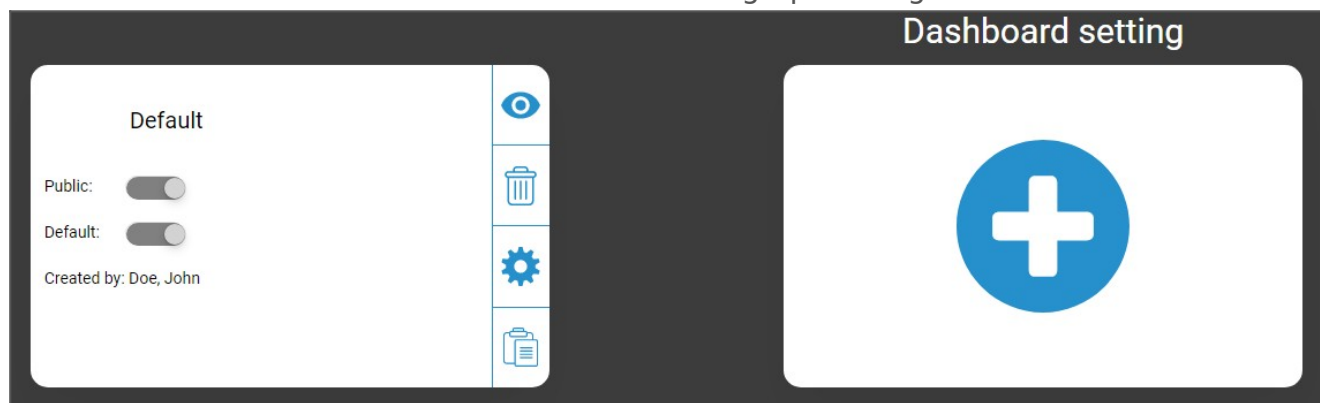 Dashboard setting
Default
Public:
Default:
Created by: Doe, John